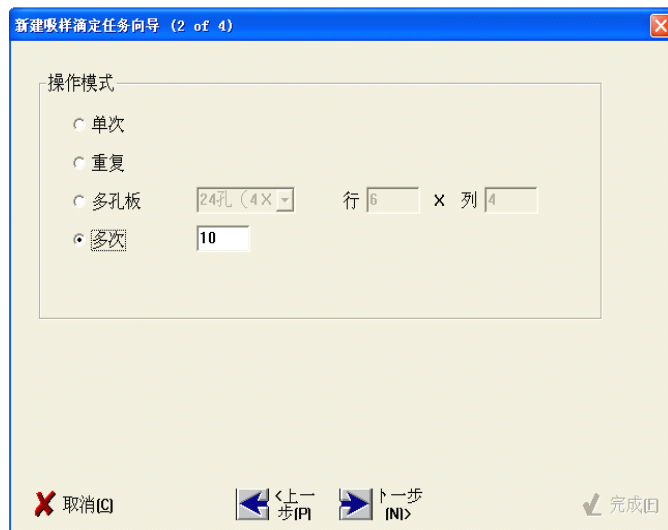 新建吸样滴定任务向导 (2 of 4)
操作模式
单次
重复
多孔板 24孔 (4X 行 6 X 列 4
多次 10
取消[C]
<上一
步[P]
下一步
[N]>
完成[F]